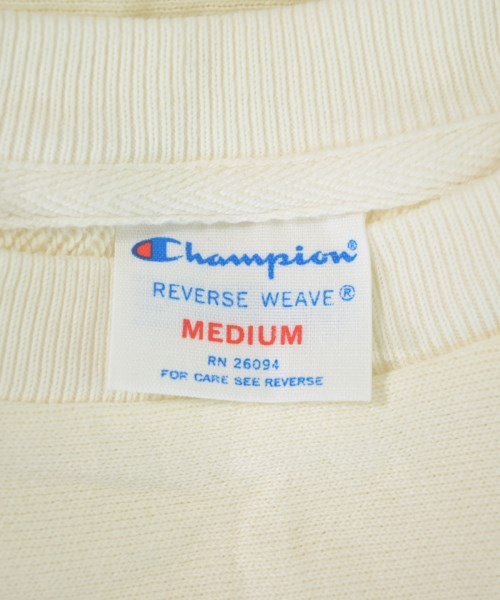 Champion®
REVERSE WEAVE®
MEDIUM
RN 26094
FOR CARE SEE REVERSE